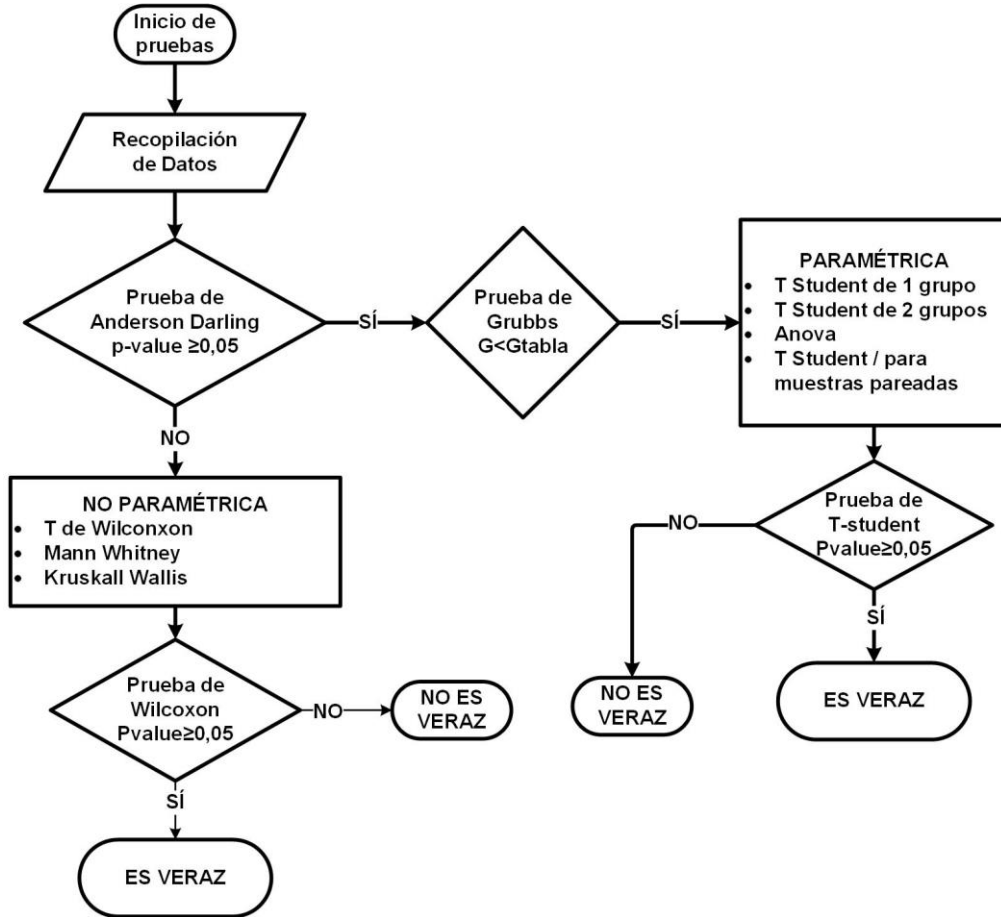 Inicio de
pruebas
Recopilación
de Datos
Prueba de
Anderson Darling
p-value ≥0,05
SÍ
Prueba de
Grubbs
G<Gtabla
SÍ
PARAMÉTRICA
• T Student de 1 grupo
• T Student de 2 grupos
• Anova
• T Student / para
muestras pareadas
NO
NO PARAMÉTRICA
• T de Wilconxon
• Mann Whitney
• Kruskall Wallis
Prueba de
T-student
Pvalue≥0,05
NO
SÍ
NO ES
VERAZ
ES VERAZ
Prueba de
Wilcoxon
Pvalue≥0,05
NO
NO ES
VERAZ
SÍ
ES VERAZ